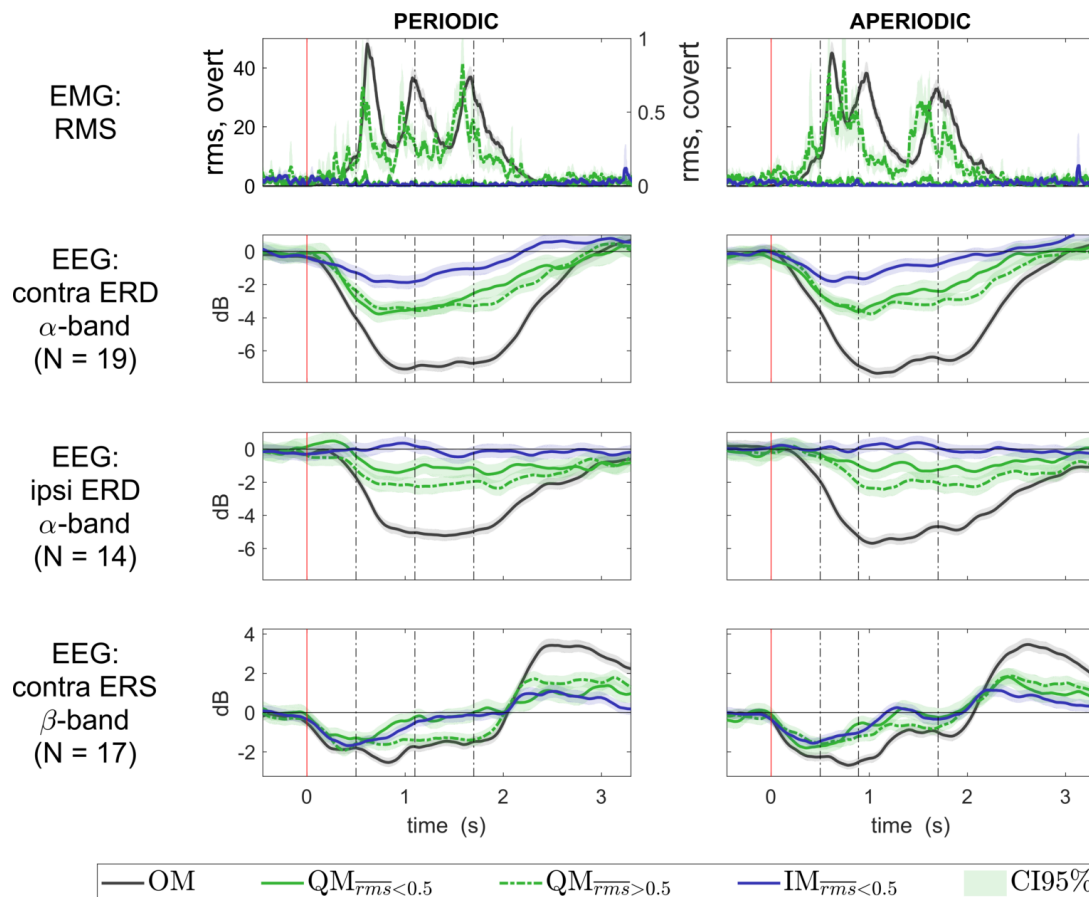 PERIODIC
APERIODIC
EMG:
RMS
rms, overt
40
20
0
1
0.5
0
rms, covert
EEG:
contra ERD
α-band
(N = 19)
dB
0
-2
-4
-6
EEG:
ipsi ERD
α-band
(N = 14)
dB
0
-2
-4
-6
EEG:
contra ERS
β-band
(N = 17)
dB
4
2
0
-2
0 1 2 3
0 1 2 3
time (s)
time (s)
OM QM rms<0.5 QM rms>0.5 IM rms<0.5 CI95%